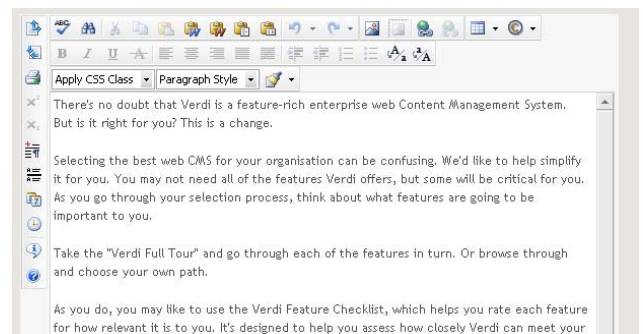 ABC
B I U A
Apply CSS Class Paragraph Style
There's no doubt that Verdi is a feature-rich enterprise web Content Management System.
But is it right for you? This is a change.
Selecting the best web CMS for your organisation can be confusing. We'd like to help simplify
it for you. You may not need all of the features Verdi offers, but some will be critical for you.
As you go through your selection process, think about what features are going to be
important to you.
Take the "Verdi Full Tour" and go through each of the features in turn. Or browse through
and choose your own path.
As you do, you may like to use the Verdi Feature Checklist, which helps you rate each feature
for how relevant it is to you. It's designed to help you assess how closely Verdi can meet your